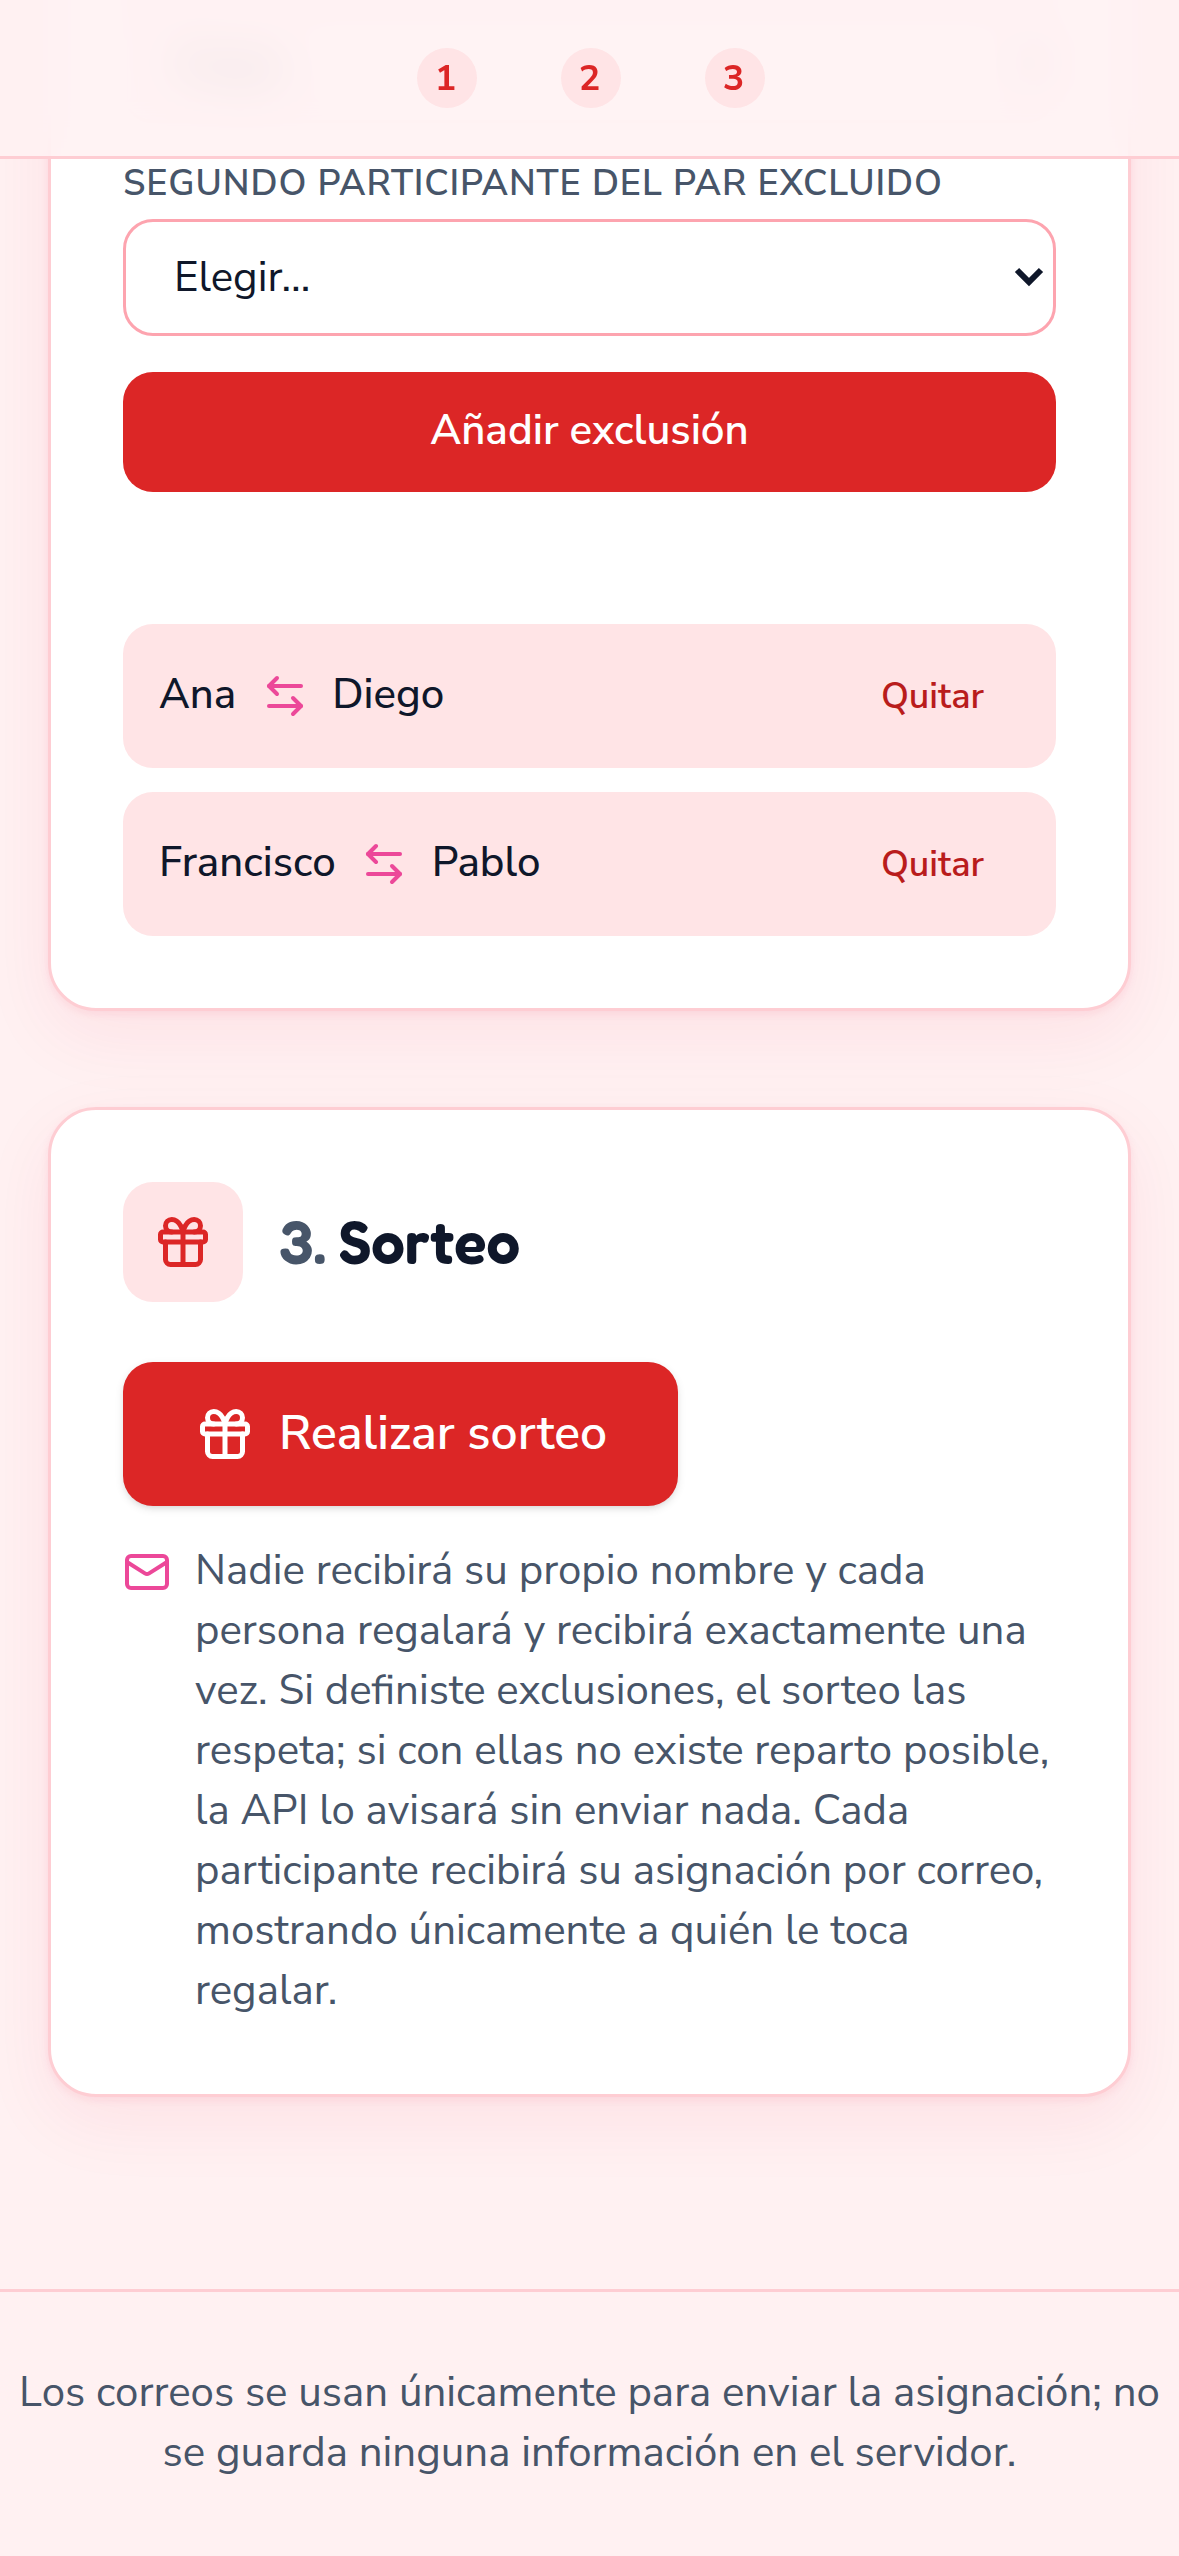 1 2 3
SEGUNDO PARTICIPANTE DEL PAR EXCLUIDO
Elegir...
Añadir exclusión
Ana Diego Quitar
Francisco Pablo Quitar
3. Sorteo
Realizar sorteo
Nadie recibirá su propio nombre y cada
persona regalará y recibirá exactamente una
vez. Si definiste exclusiones, el sorteo las
respeta; si con ellas no existe reparto posible,
la API lo avisará sin enviar nada. Cada
participante recibirá su asignación por correo,
mostrando únicamente a quién le toca
regalar.
Los correos se usan únicamente para enviar la asignación; no
se guarda ninguna información en el servidor.